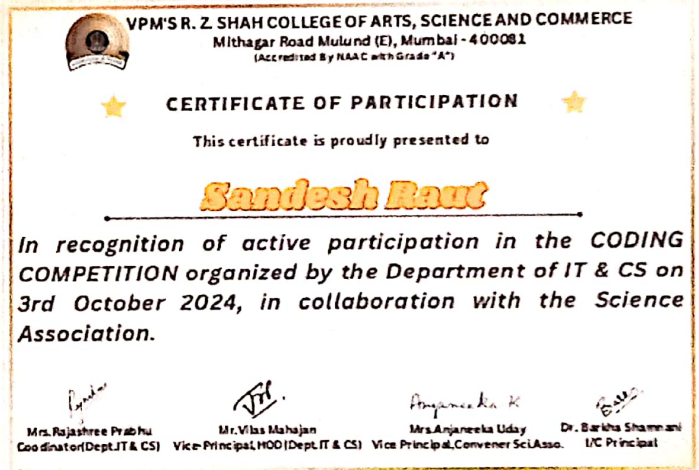 VPM'S R. Z. SHAH COLLEGE OF ARTS, SCIENCE AND COMMERCE
Mithagar Road Mulund (E), Mumbai - 400081
(Accredited By NAAC with Grade "A")
CERTIFICATE OF PARTICIPATION
This certificate is proudly presented to
Sandesh Raut
In recognition of active participation in the CODING
COMPETITION organized by the Department of IT & CS on
3rd October 2024, in collaboration with the Science
Association.
Anjaneeka K
Mrs. Rajashree Prabhu Mr.Vilas Mahajan Mrs.Anjaneeka Uday Dr. Barkha Shamnani
Coodinator(Dept.IT & CS) Vice-Principal, HOD (Dept.IT & CS) Vice Principal,Convener Sci.Asso. I/C Principal